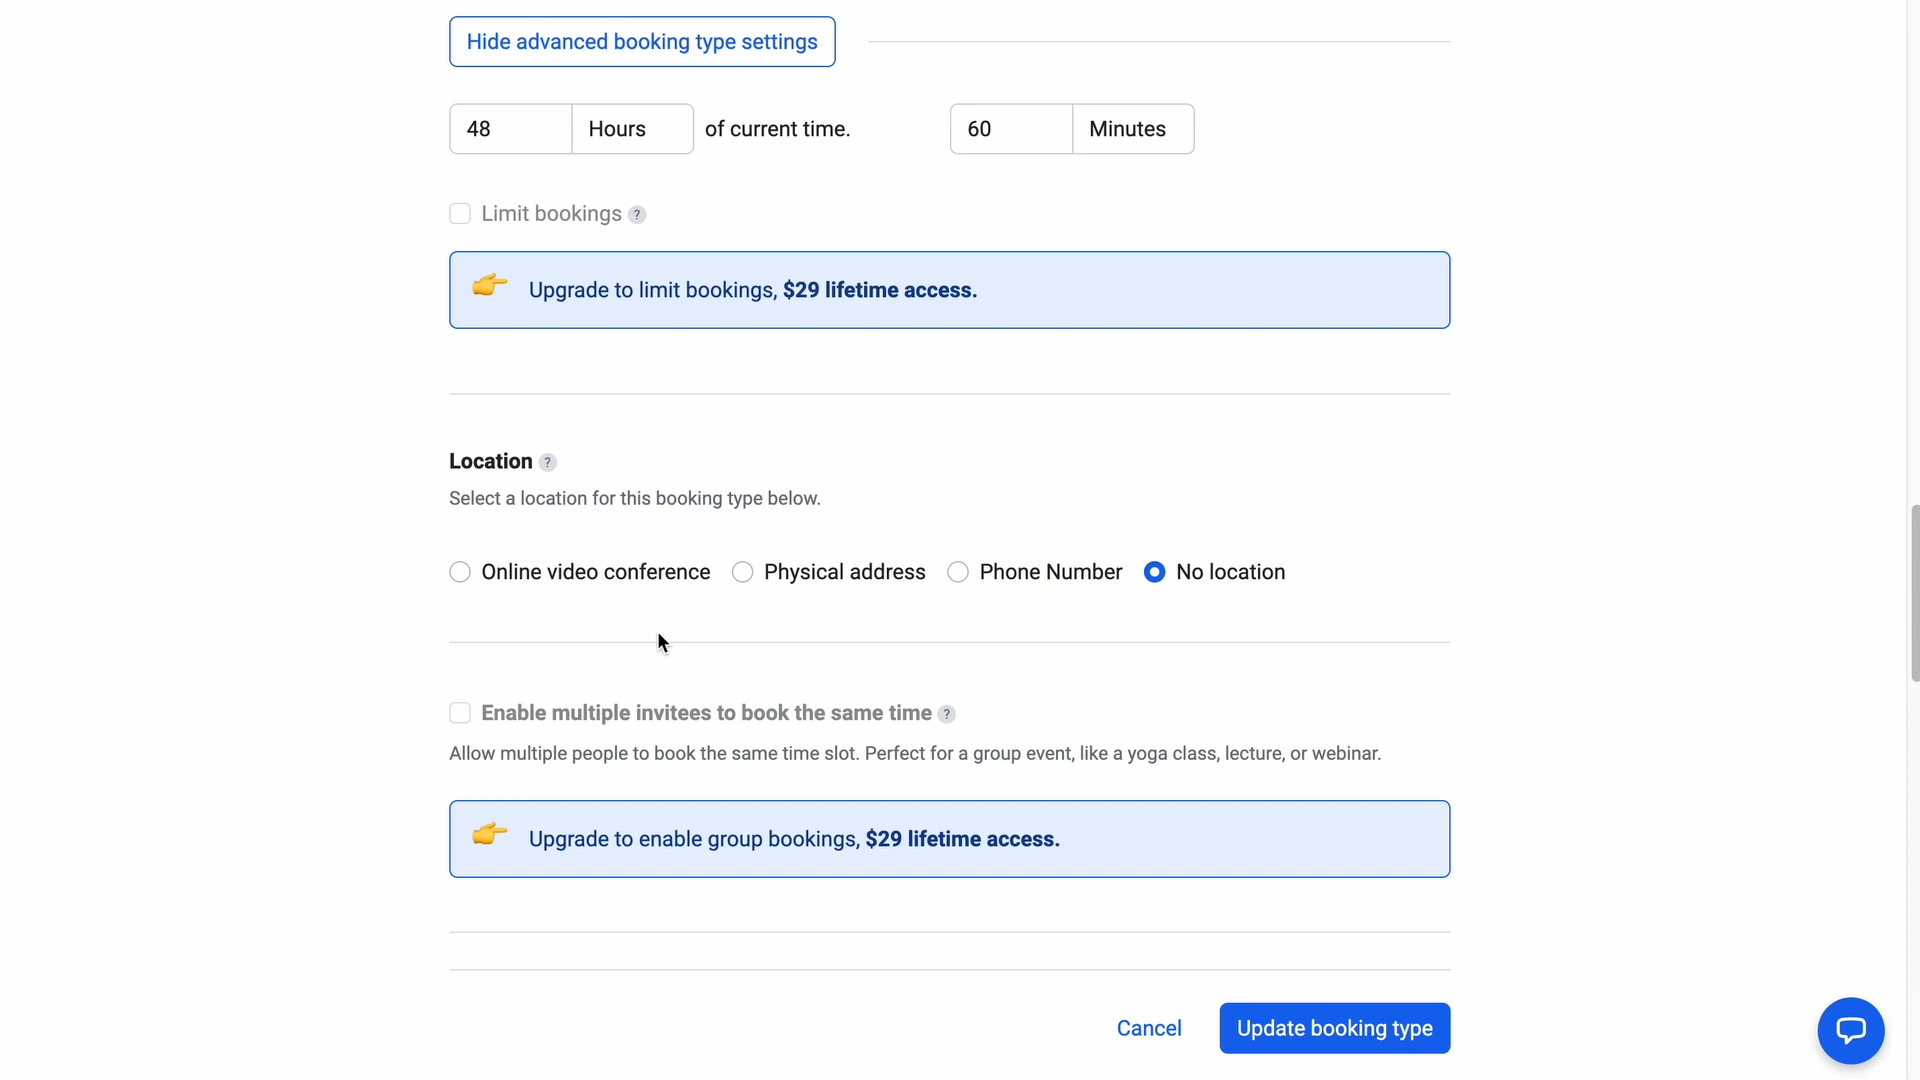 Hide advanced booking type settings
48 Hours of current time. 60 Minutes
Limit bookings ?
Upgrade to limit bookings, $29 lifetime access.
Location ?
Select a location for this booking type below.
Online video conference Physical address Phone Number No location
Enable multiple invitees to book the same time ?
Allow multiple people to book the same time slot. Perfect for a group event, like a yoga class, lecture, or webinar.
Upgrade to enable group bookings, $29 lifetime access.
Cancel Update booking type